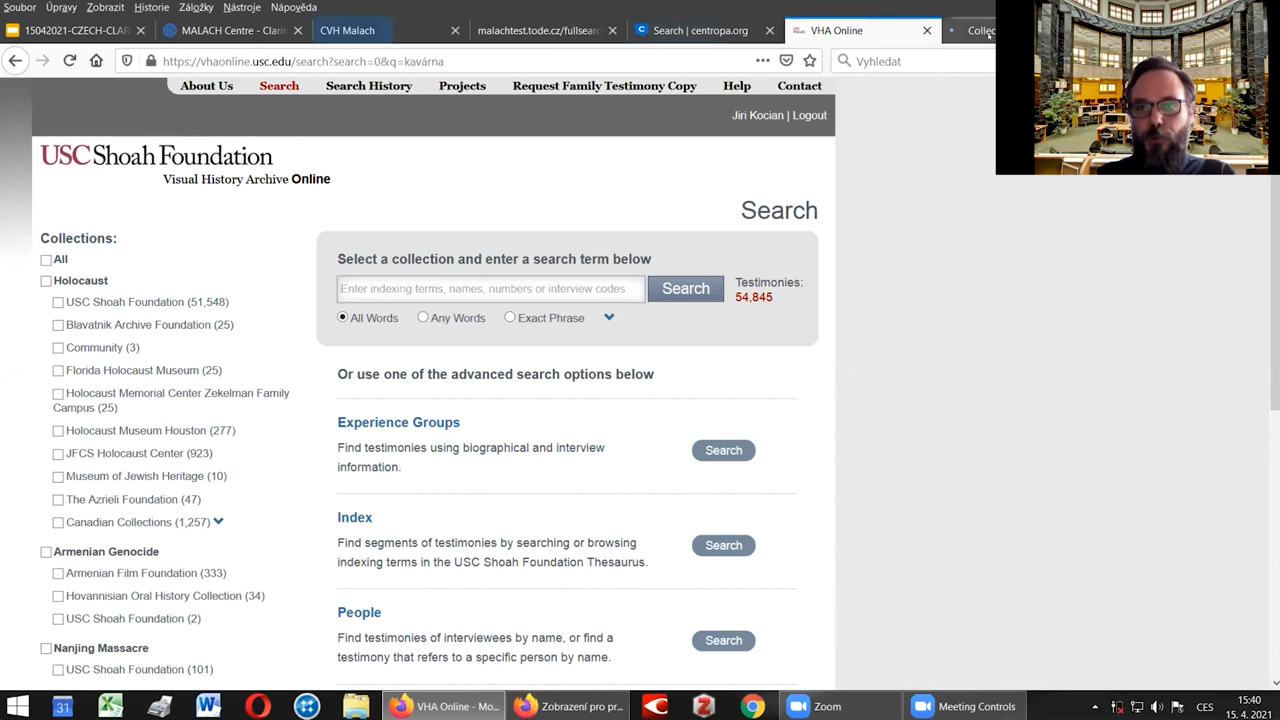 Soubor Úpravy Zobrazit Historie Záložky Nástroje Nápověda
15042021-CZECH-CLAR
MALACH Centre - Clarin
CVH Malach
malachtest.tode.cz/fullsearc
Search | centropa.org
VHA Online
Collec
https://vhaonline.usc.edu/search?search=0&q=kavárna
Vyhledat
About Us Search Search History Projects Request Family Testimony Copy Help Contact
Jiri Kocian | Logout
USC Shoah Foundation
Visual History Archive Online
Search
Collections:
All
Holocaust
USC Shoah Foundation (51,548)
Blavatnik Archive Foundation (25)
Community (3)
Florida Holocaust Museum (25)
Holocaust Memorial Center Zekelman Family
Campus (25)
Holocaust Museum Houston (277)
JFCS Holocaust Center (923)
Museum of Jewish Heritage (10)
The Azrieli Foundation (47)
Canadian Collections (1,257)
Armenian Genocide
Armenian Film Foundation (333)
Hovannisian Oral History Collection (34)
USC Shoah Foundation (2)
Nanjing Massacre
USC Shoah Foundation (101)
Select a collection and enter a search term below
Enter indexing terms, names, numbers or interview codes
Search
Testimonies:
54,845
All Words Any Words Exact Phrase
Or use one of the advanced search options below
Experience Groups
Find testimonies using biographical and interview
information.
Search
Index
Find segments of testimonies by searching or browsing
indexing terms in the USC Shoah Foundation Thesaurus.
Search
People
Find testimonies of interviewees by name, or find a
testimony that refers to a specific person by name.
Search
31
VHA Online - Mo...
Zobrazení pro pr...
Zoom
Meeting Controls
CES
15:40
15. 4. 2021